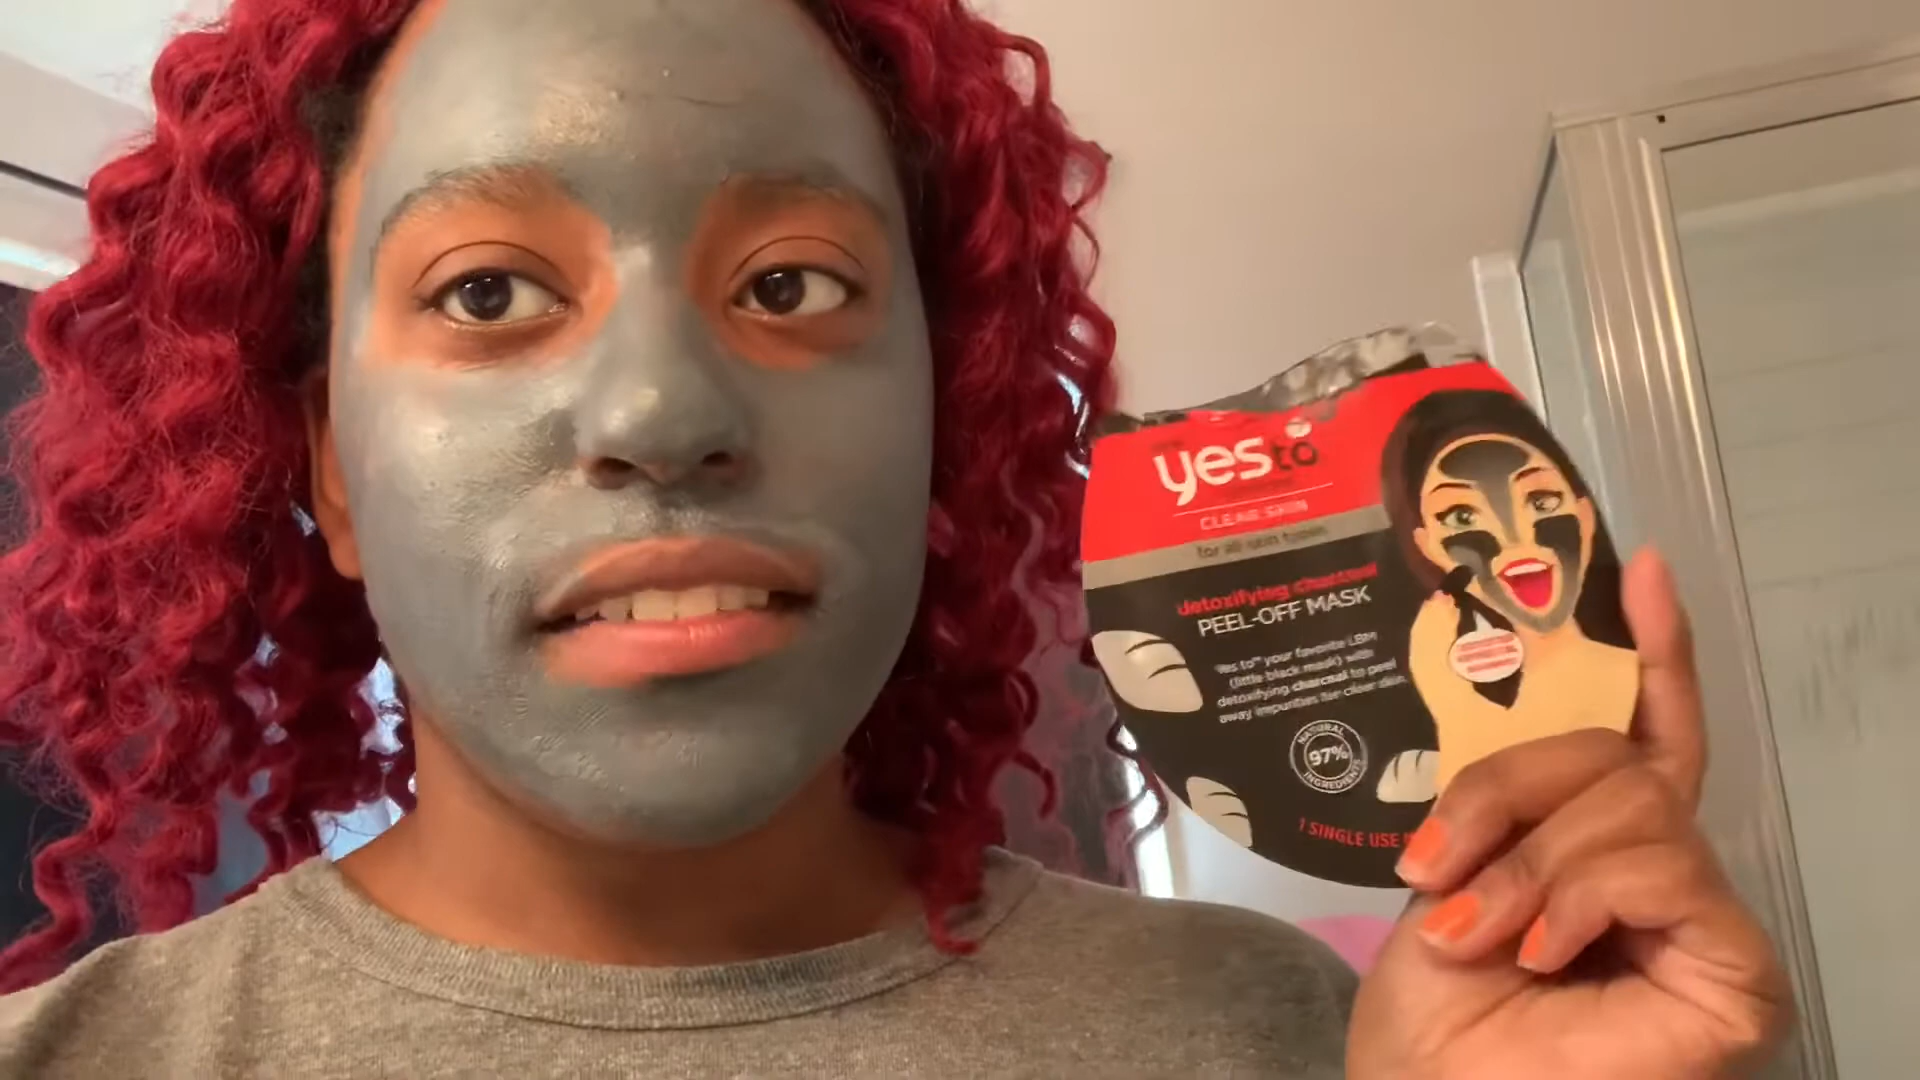 yes to
CLEAR SKIN
for all skin types
detoxifying charcoal
PEEL-OFF MASK
Yes to™ your favorite LBM
(little black mask) with
detoxifying charcoal to peel
away impurities for clear skin.
NATURAL
97%
INGREDIENTS
1 SINGLE USE